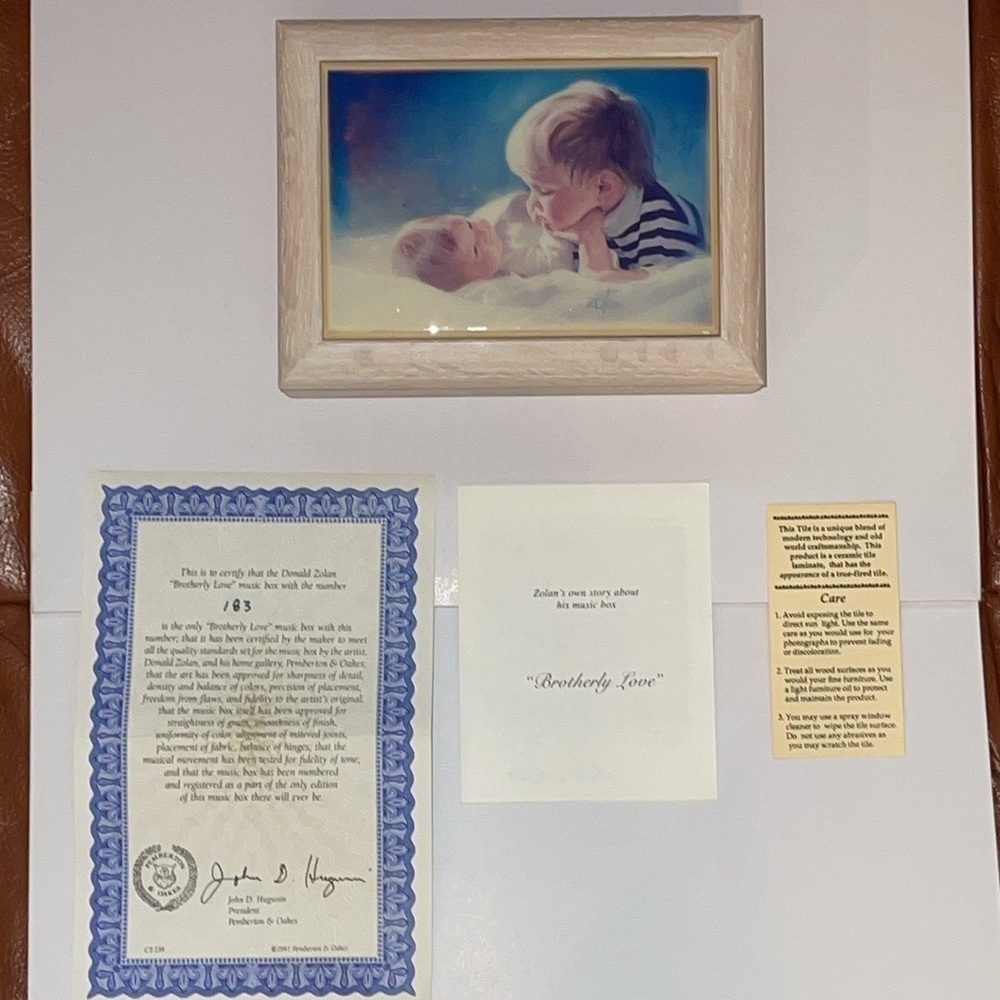 This is to certify that the Donald Zolan
"Brotherly Love" music box with the number
183
is the only "Brotherly Love" music box with this
number; that it has been certified by the maker to meet
all the quality standards set for the music box by the artist,
Donald Zolan, and his home gallery, Pemberton & Oakes;
that the art has been approved for sharpness of detail,
density and balance of colors, precision of placement,
freedom from flaws, and fidelity to the artist's original;
that the music box itself has been approved for
straightness of grain, smoothness of finish,
uniformity of color, alignment of mitered joints,
placement of fabric, balance of hinges; that the
musical movement has been tested for fidelity of tone;
and that the music box has been numbered
and registered as a part of the only edition
of this music box there will ever be.
PEMBERTON
& OAKES
John D. Hugunin
John D. Hugunin
President
Pemberton & Oakes
Pemberton & Oakes
Zolan's own story about
his music box
"Brotherly Love"
This Tile is a unique blend of
modern technology and old
world craftsmanship. This
product is a ceramic tile
laminate, that has the
appearance of a true-fired tile.
Care
1. Avoid exposing the tile to
direct sun light. Use the same
care as you would use for your
photographs to prevent fading
or discoloration.
2. Treat all wood surfaces as you
would your fine furniture. Use
a light furniture oil to protect
and maintain the product.
3. You may use a spray window
cleaner to wipe the tile surface.
Do not use any abrasives as
you may scratch the tile.